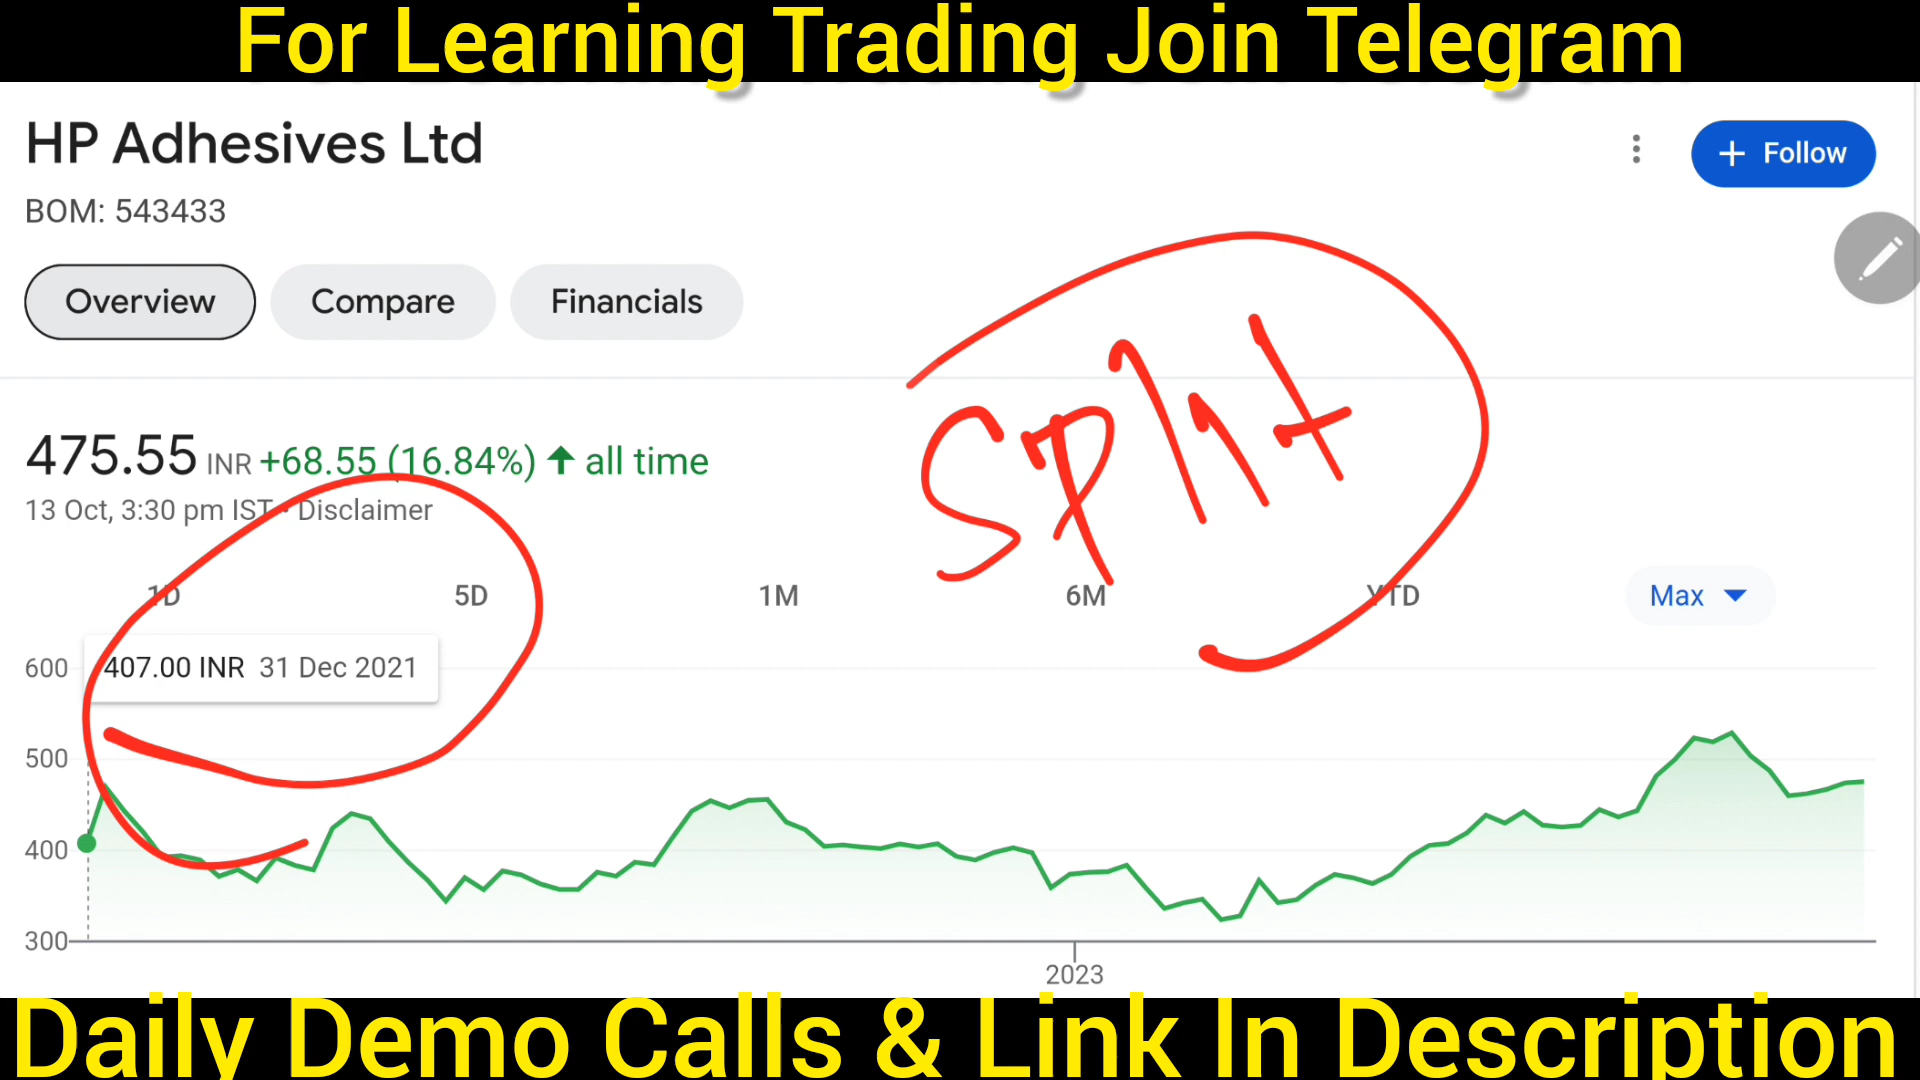 For Learning Trading Join Telegram
HP Adhesives Ltd
+ Follow
BOM: 543433
Overview Compare Financials
Split
475.55 INR +68.55 (16.84%) ↑ all time
13 Oct, 3:30 pm IST · Disclaimer
1D 5D 1M 6M YTD Max
407.00 INR 31 Dec 2021
600
500
400
300
2023
Daily Demo Calls & Link In Description